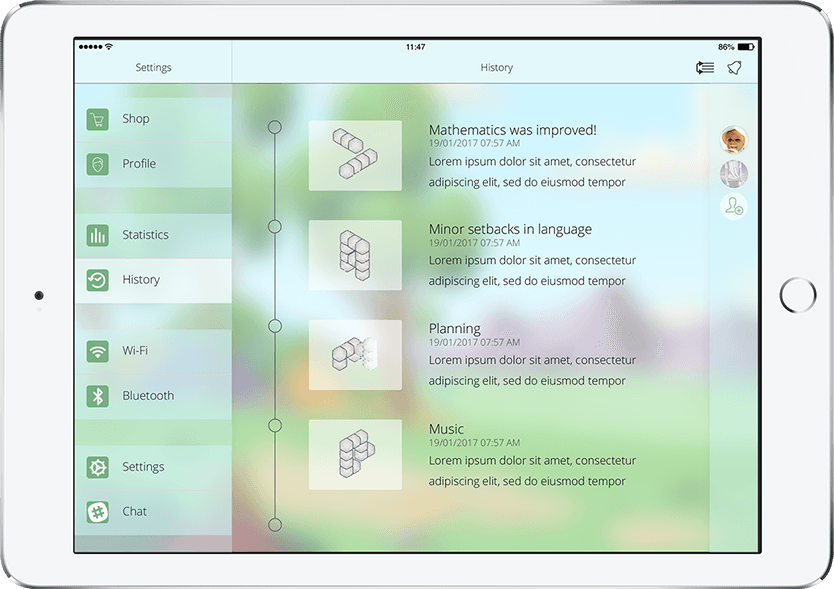 11:47
86%
Settings
History
Shop
Profile
Statistics
History
Wi-Fi
Bluetooth
Settings
Chat
Mathematics was improved!
19/01/2017 07:57 AM
Lorem ipsum dolor sit amet, consectetur
adipiscing elit, sed do eiusmod tempor
Minor setbacks in language
19/01/2017 07:57 AM
Lorem ipsum dolor sit amet, consectetur
adipiscing elit, sed do eiusmod tempor
Planning
19/01/2017 07:57 AM
Lorem ipsum dolor sit amet, consectetur
adipiscing elit, sed do eiusmod tempor
Music
19/01/2017 07:57 AM
Lorem ipsum dolor sit amet, consectetur
adipiscing elit, sed do eiusmod tempor